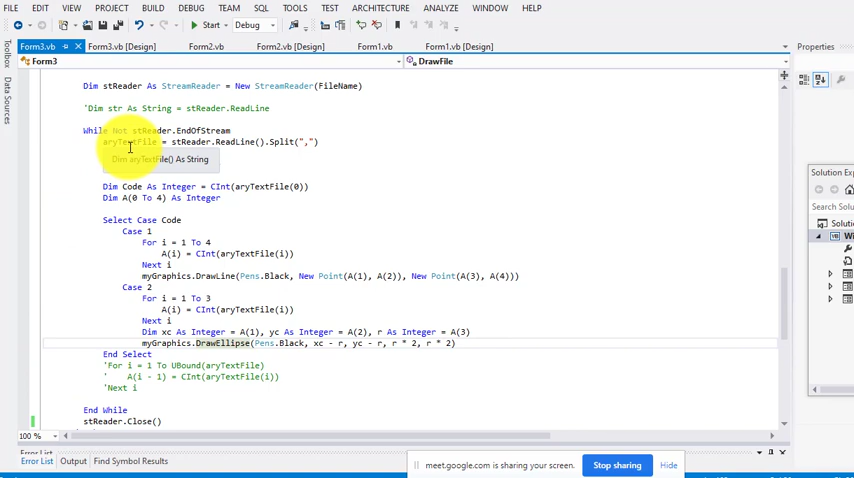 FILE EDIT VIEW PROJECT BUILD DEBUG TEAM SQL TOOLS TEST ARCHITECTURE ANALYZE WINDOW HELP
Start Debug
Form3.vb Form3.vb [Design] Form2.vb Form2.vb [Design] Form1.vb Form1.vb [Design]
Properties
Form3 DrawFile
Toolbox
Data Sources
Dim stReader As StreamReader = New StreamReader(FileName)
'Dim str As String = stReader.ReadLine
While Not stReader.EndOfStream
aryTextFile = stReader.ReadLine().Split(",")
Dim aryTextFile() As String
Dim Code As Integer = CInt(aryTextFile(0))
Dim A(0 To 4) As Integer
Select Case Code
Case 1
For i = 1 To 4
A(i) = CInt(aryTextFile(i))
Next i
myGraphics.DrawLine(Pens.Black, New Point(A(1), A(2)), New Point(A(3), A(4)))
Case 2
For i = 1 To 3
A(i) = CInt(aryTextFile(i))
Next i
Dim xc As Integer = A(1), yc As Integer = A(2), r As Integer = A(3)
myGraphics.DrawEllipse(Pens.Black, xc - r, yc - r, r * 2, r * 2)
End Select
'For i = 1 To UBound(aryTextFile)
'    A(i - 1) = CInt(aryTextFile(i))
'Next i
End While
stReader.Close()
100 %
Solution Exp
Search Soluti
Solutio
Wi
Error List
Error List Output Find Symbol Results
meet.google.com is sharing your screen. Stop sharing Hide